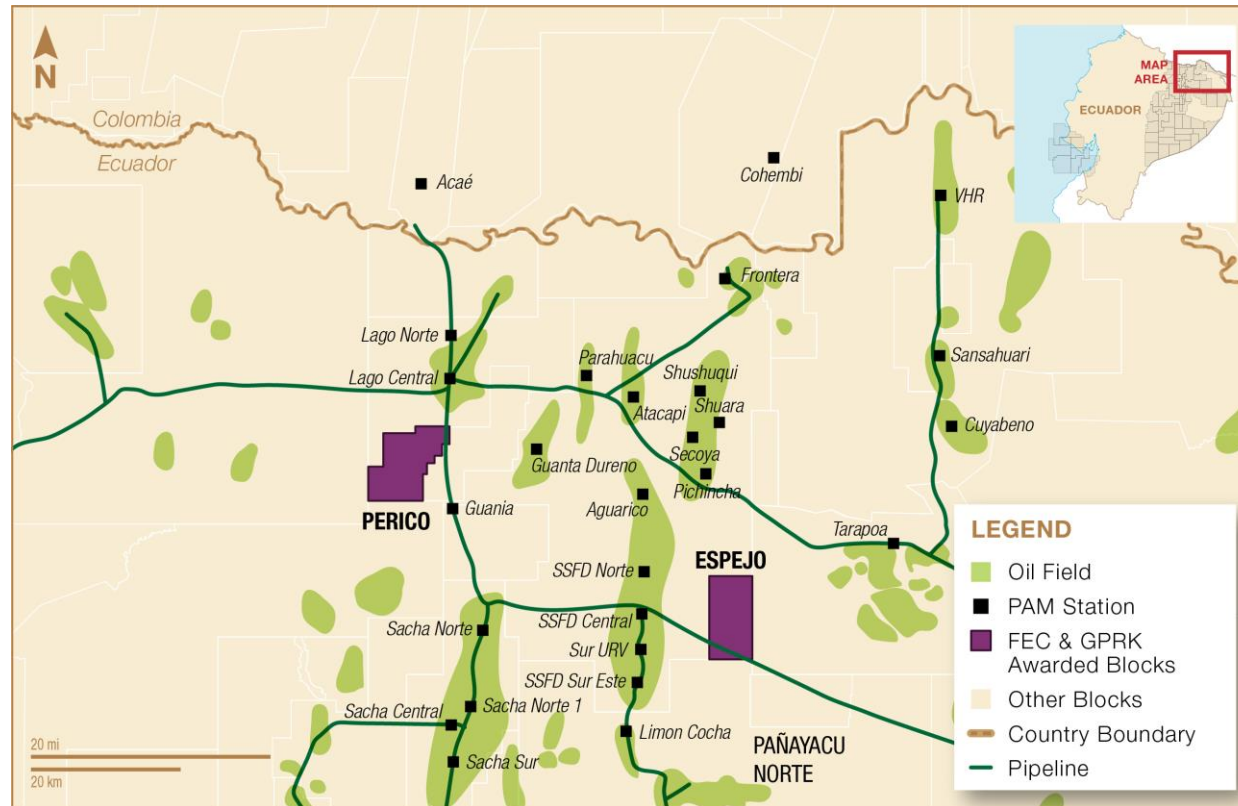 N
Colombia
Ecuador
Acaé
Cohembi
VHR
MAP
AREA
ECUADOR
Frontera
Lago Norte
Lago Central
Parahuacu
Shushuqui
Sansahuari
Atacapi
Shuara
Cuyabeno
Secoya
Guanta Dureno
Pichincha
PERICO
Guania
Aguarico
Tarapoa
SSFD Norte
ESPEJO
SSFD Central
Sacha Norte
Sur URV
SSFD Sur Este
Sacha Norte 1
Sacha Central
Limon Cocha
PAÑAYACU
NORTE
Sacha Sur
20 mi
20 km
LEGEND
Oil Field
PAM Station
FEC & GPRK
Awarded Blocks
Other Blocks
Country Boundary
Pipeline